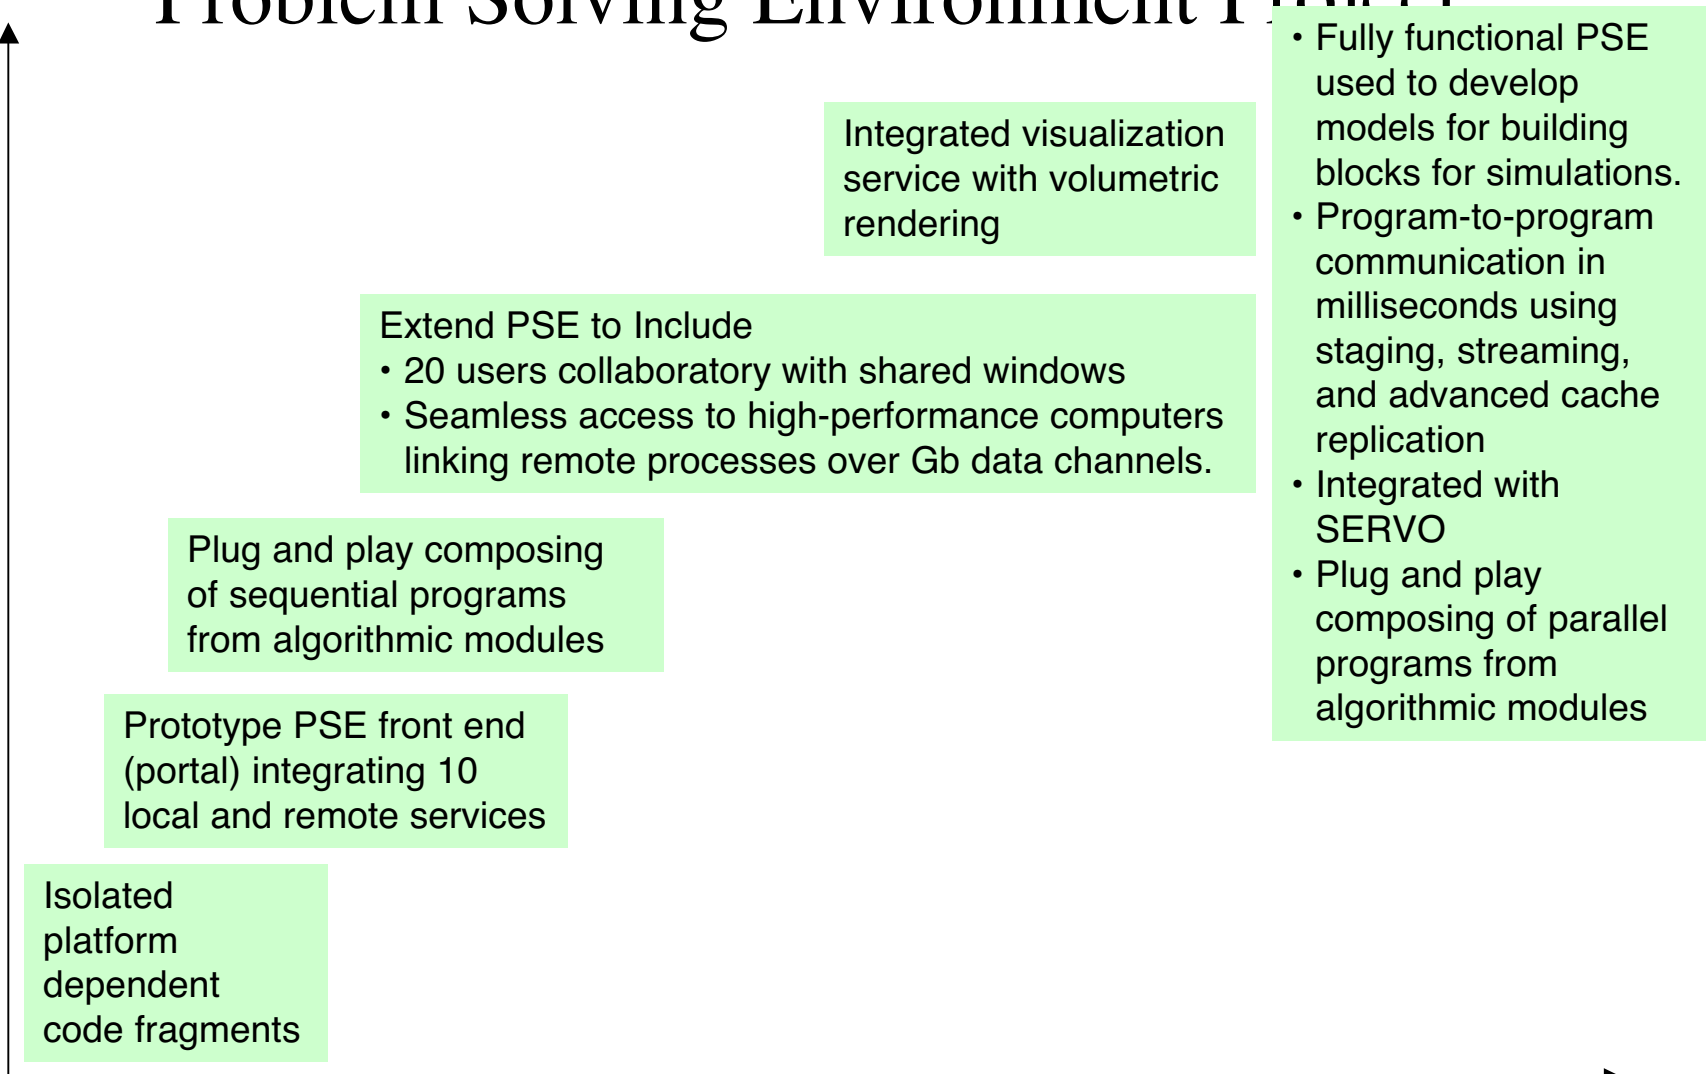 Problem Solving Environment Project
• Fully functional PSE
used to develop
models for building
blocks for simulations.
• Program-to-program
communication in
milliseconds using
staging, streaming,
and advanced cache
replication
• Integrated with
SERVO
• Plug and play
composing of parallel
programs from
algorithmic modules
Integrated visualization
service with volumetric
rendering
Extend PSE to Include
• 20 users collaboratory with shared windows
• Seamless access to high-performance computers
linking remote processes over Gb data channels.
Plug and play composing
of sequential programs
from algorithmic modules
Prototype PSE front end
(portal) integrating 10
local and remote services
Isolated
platform
dependent
code fragments